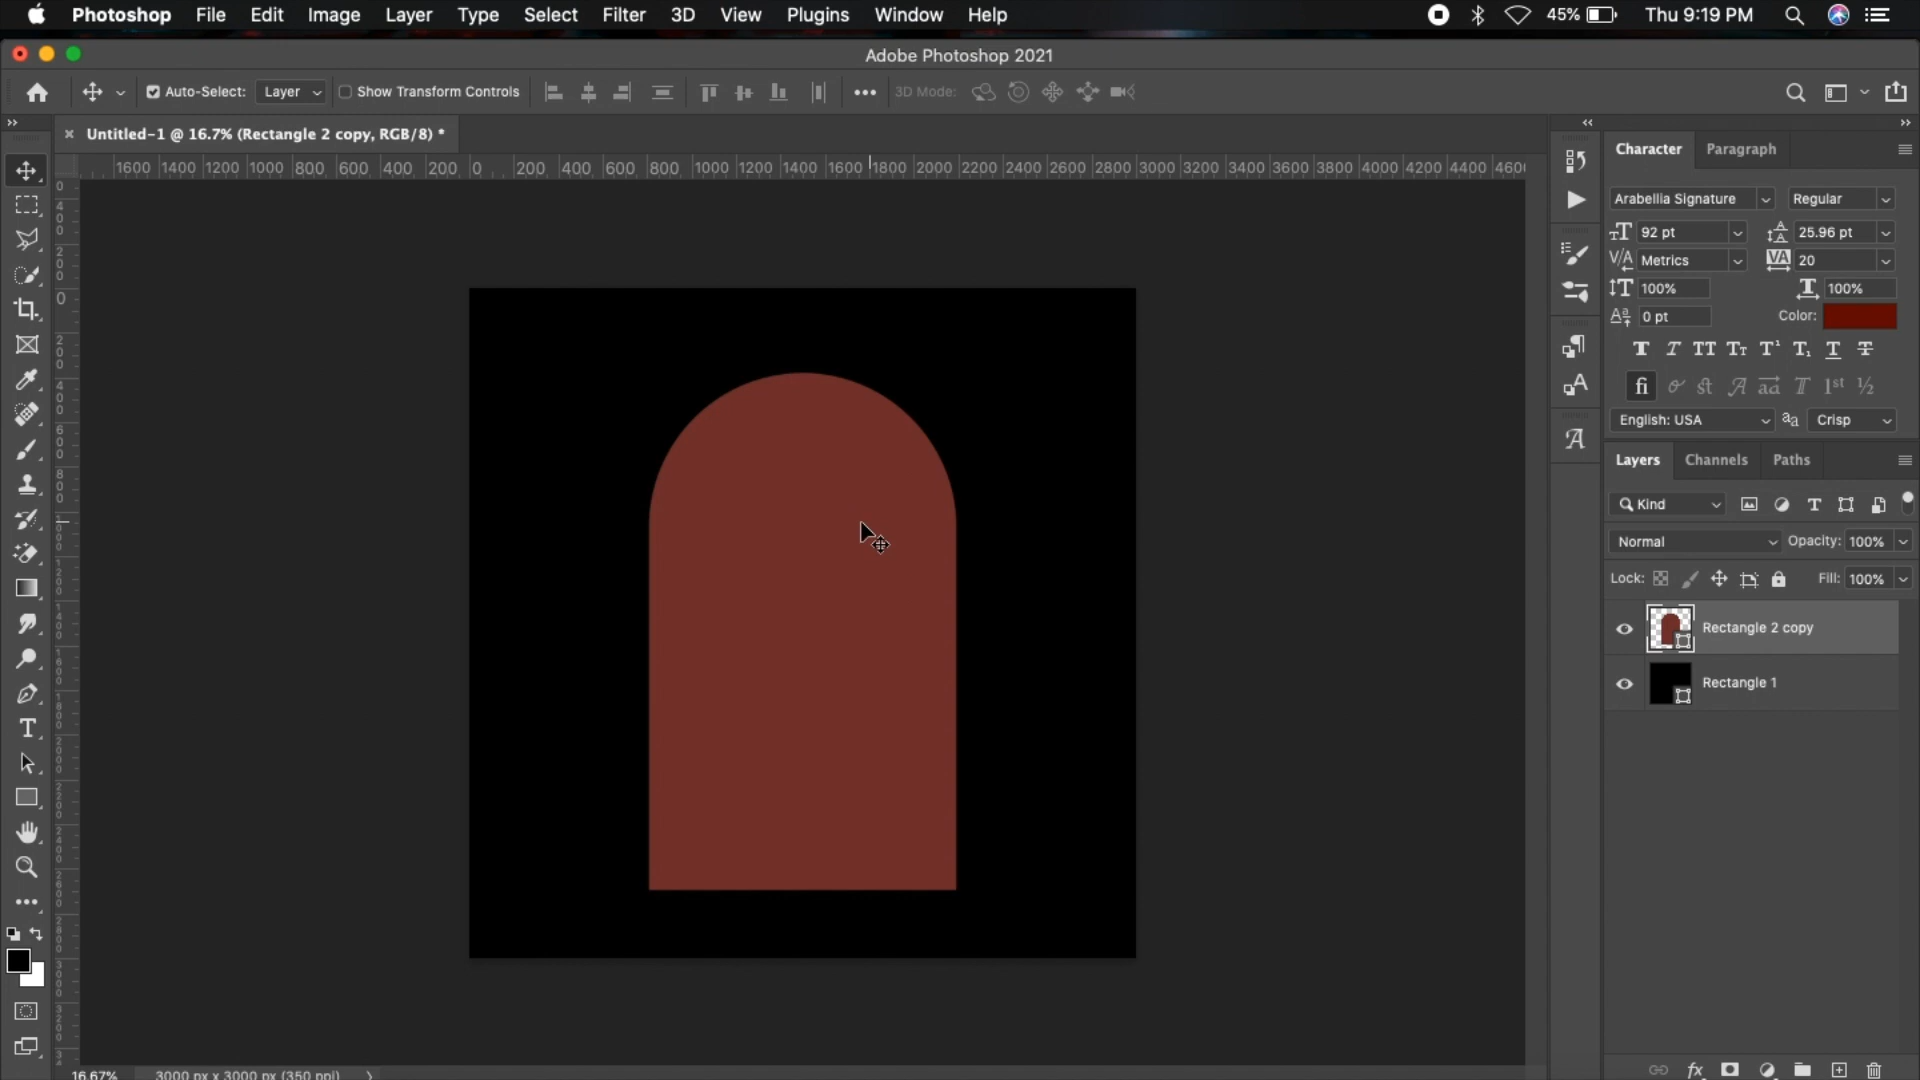 Photoshop File Edit Image Layer Type Select Filter 3D View Plugins Window Help 45% Thu 9:19 PM
Adobe Photoshop 2021
Auto-Select: Layer Show Transform Controls 3D Mode:
Untitled-1 @ 16.7% (Rectangle 2 copy, RGB/8) *
1600 1400 1200 1000 800 600 400 200 0 200 400 600 800 1000 1200 1400 1600 1800 2000 2200 2400 2600 2800 3000 3200 3400 3600 3800 4000 4200 4400 4600
Character Paragraph
Arabellia Signature Regular
92 pt 25.96 pt
Metrics 20
100% 100%
0 pt Color:
English: USA Crisp
Layers Channels Paths
Kind
Normal Opacity: 100%
Lock: Fill: 100%
Rectangle 2 copy
Rectangle 1
16.67% 3000 px x 3000 px (350 ppi)